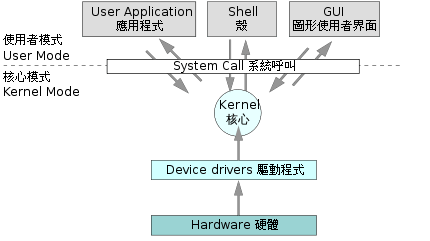 User Application
應用程式
Shell
殼
GUI
圖形使用者界面
使用者模式
User Mode
System Call 系統呼叫
核心模式
Kernel Mode
Kernel
核心
Device drivers 驅動程式
Hardware 硬體